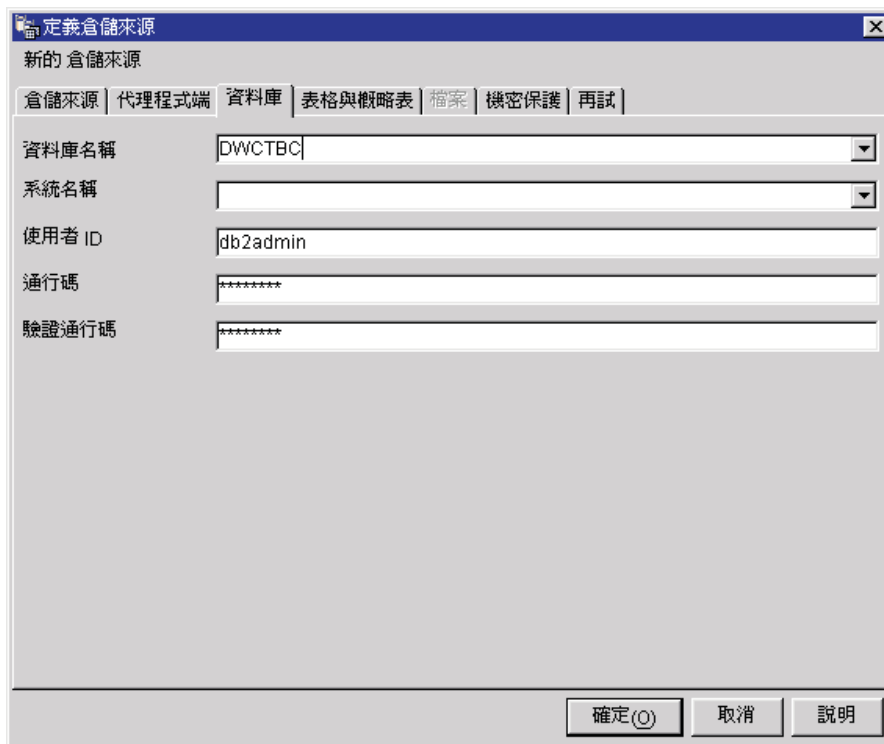 定義倉儲來源
新的 倉儲來源
倉儲來源 代理程式端 資料庫 表格與概略表 檔案 機密保護 再試
資料庫名稱 DWCTBC
系統名稱
使用者 ID db2admin
通行碼 ********
驗證通行碼 ********
確定(O) 取消 說明